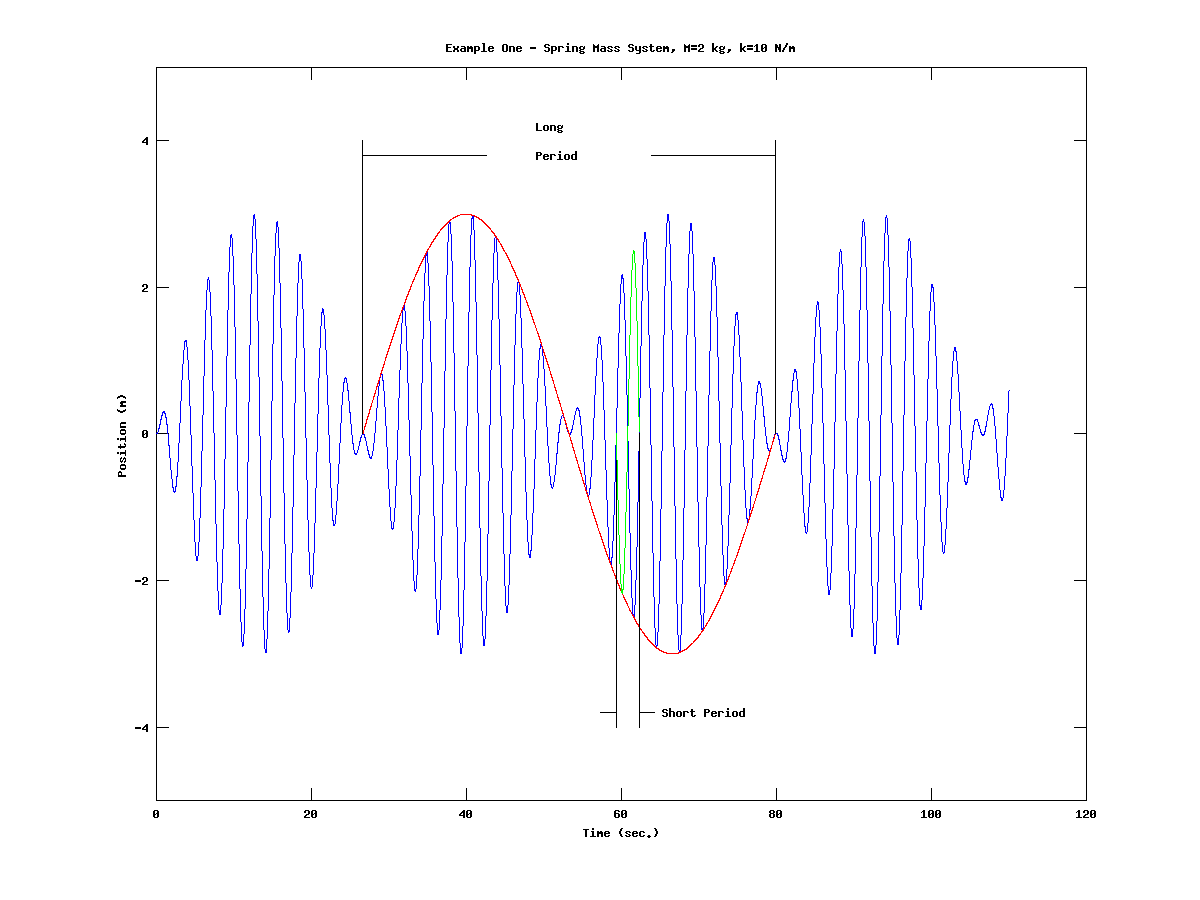 Example One - Spring Mass System, M=2 kg, k=10 N/m
Long
Period
4
2
0
-2
-4
Position (m)
Short Period
0 20 40 60 80 100 120
Time (sec.)